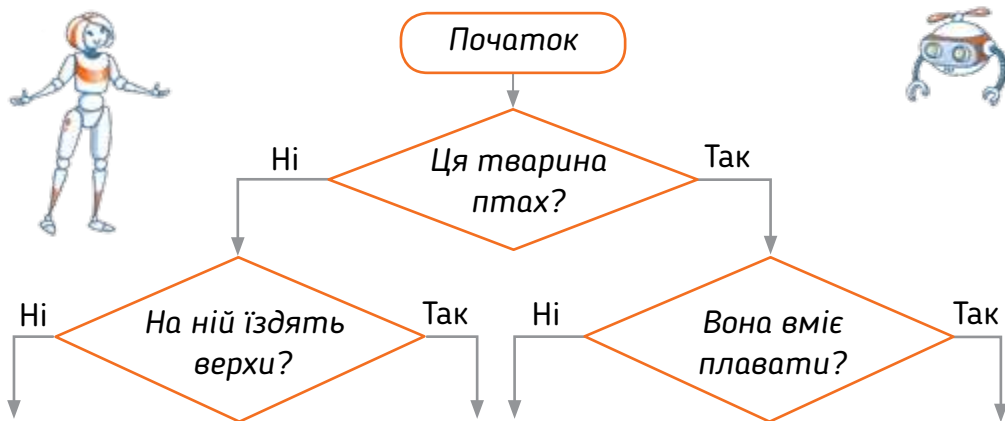 Початок
Ні
Ця тварина
птах?
Так
Ні
На ній їздять
верхи?
Так
Ні
Вона вміє
плавати?
Так